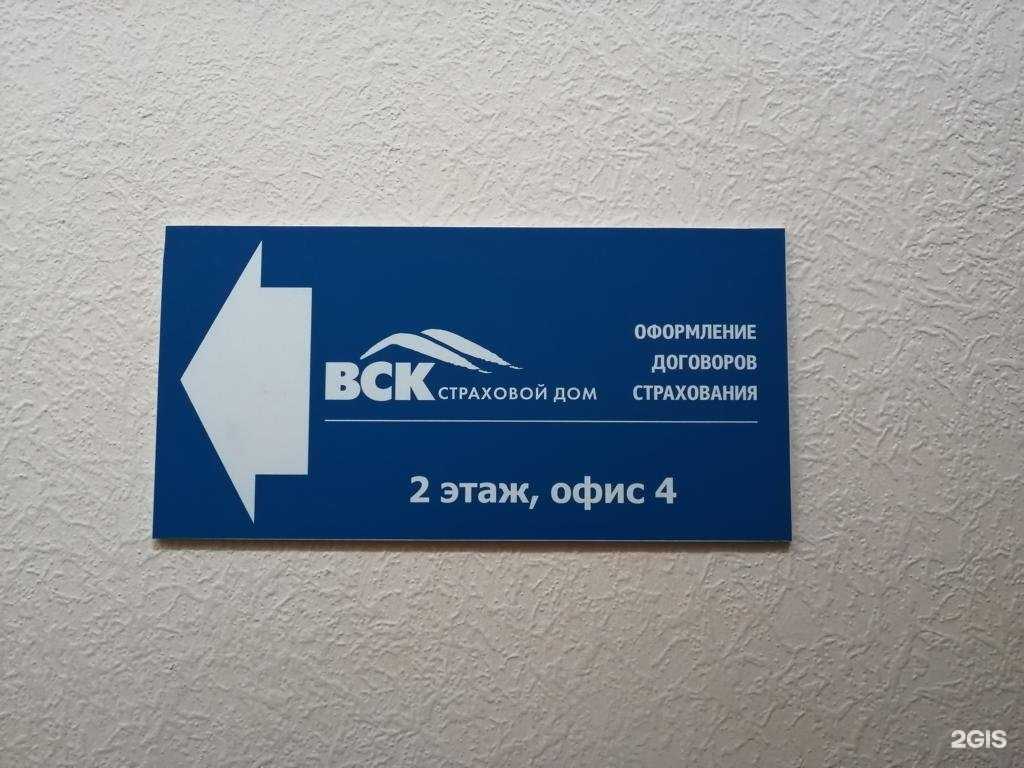 ВСК СТРАХОВОЙ ДОМ
ОФОРМЛЕНИЕ
ДОГОВОРОВ
СТРАХОВАНИЯ
2 этаж, офис 4
2GIS